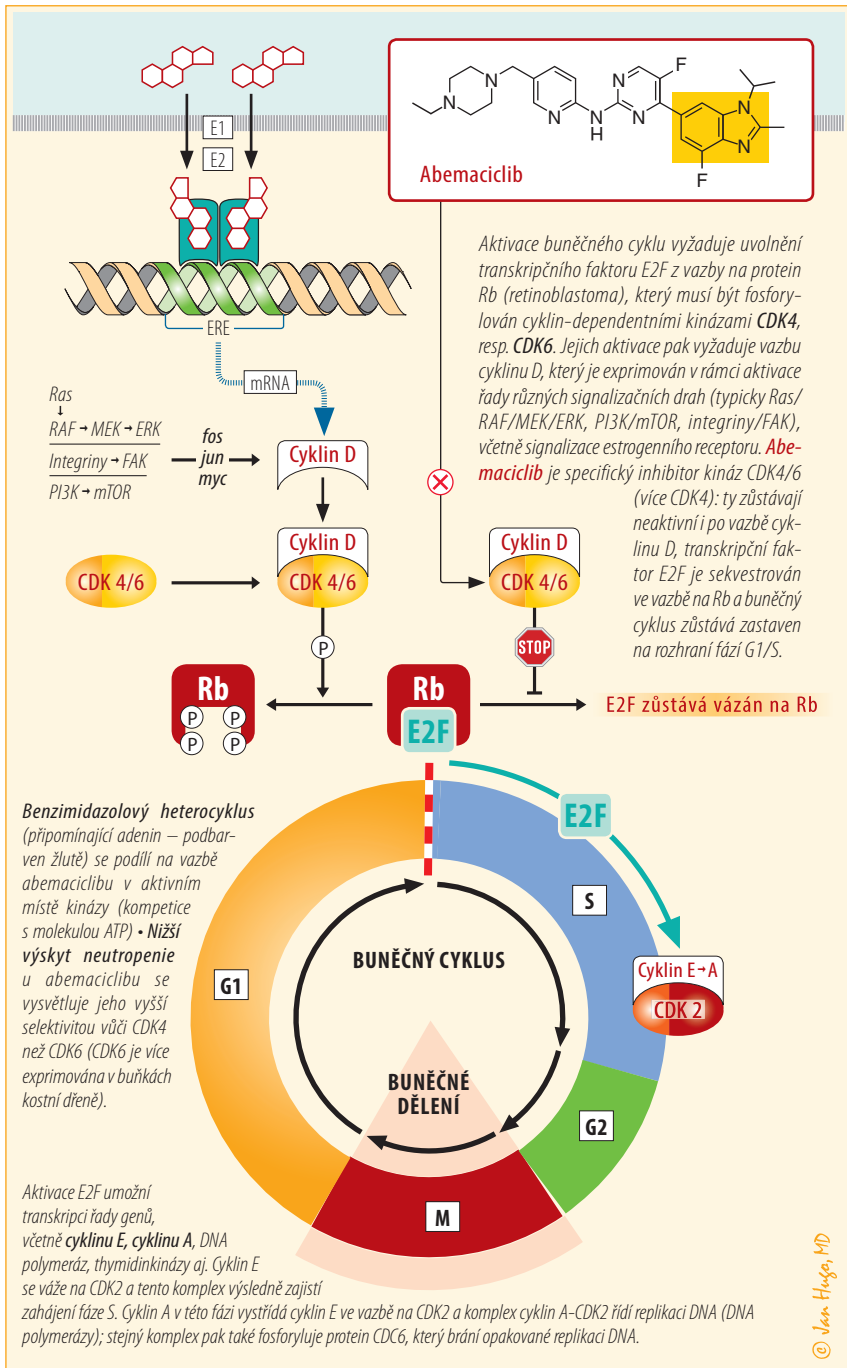 F
N
N
N
N
N
N
N
H
N
N
F
Abemaciclib
E1
E2
ERE
mRNA
Aktivace buněčného cyklu vyžaduje uvolnění
transkripčního faktoru E2F z vazby na protein
Rb (retinoblastoma), který musí být fosfory-
lován cyklin-dependentními kinázami CDK4,
resp. CDK6. Jejich aktivace pak vyžaduje vazbu
cyklinu D, který je exprimován v rámci aktivace
řady různých signalizačních drah (typicky Ras/
RAF/MEK/ERK, PI3K/mTOR, integriny/FAK),
včetně signalizace estrogenního receptoru. Abe-
maciclib je specifický inhibitor kináz CDK4/6
(více CDK4): ty zůstávají
neaktivní i po vazbě cyk-
linu D, transkripční fak-
tor E2F je sekvestrován
ve vazbě na Rb a buněčný
cyklus zůstává zastaven
na rozhraní fází G1/S.
Ras
↓
RAF → MEK → ERK
Integriny → FAK
PI3K → mTOR
fos
jun
myc
Cyklin D
Cyklin D
CDK 4/6
CDK 4/6
Cyklin D
CDK 4/6
P
STOP
Rb
P P
P P
Rb
E2F
E2F zůstává vázán na Rb
Benzimidazolový heterocyklus
(připomínající adenin – podbar-
ven žlutě) se podílí na vazbě
abemaciclibu v aktivním
místě kinázy (kompetice
s molekulou ATP) • Nižší
výskyt neutropenie
u abemaciclibu se
vysvětluje jeho vyšší
selektivitou vůči CDK4
než CDK6 (CDK6 je více
exprimována v buňkách
kostní dřeně).
E2F
S
Cyklin E→A
CDK 2
BUNĚČNÝ CYKLUS
G1
BUNĚČNÉ
DĚLENÍ
G2
M
Aktivace E2F umožní
transkripci řady genů,
včetně cyklinu E, cyklinu A, DNA
polymeráz, thymidinkinázy aj. Cyklin E
se váže na CDK2 a tento komplex výsledně zajistí
zahájení fáze S. Cyklin A v této fázi vystřídá cyklin E ve vazbě na CDK2 a komplex cyklin A-CDK2 řídí replikaci DNA (DNA
polymerázy); stejný komplex pak také fosforyluje protein CDC6, který brání opakované replikaci DNA.
© Jan Hugo, MD